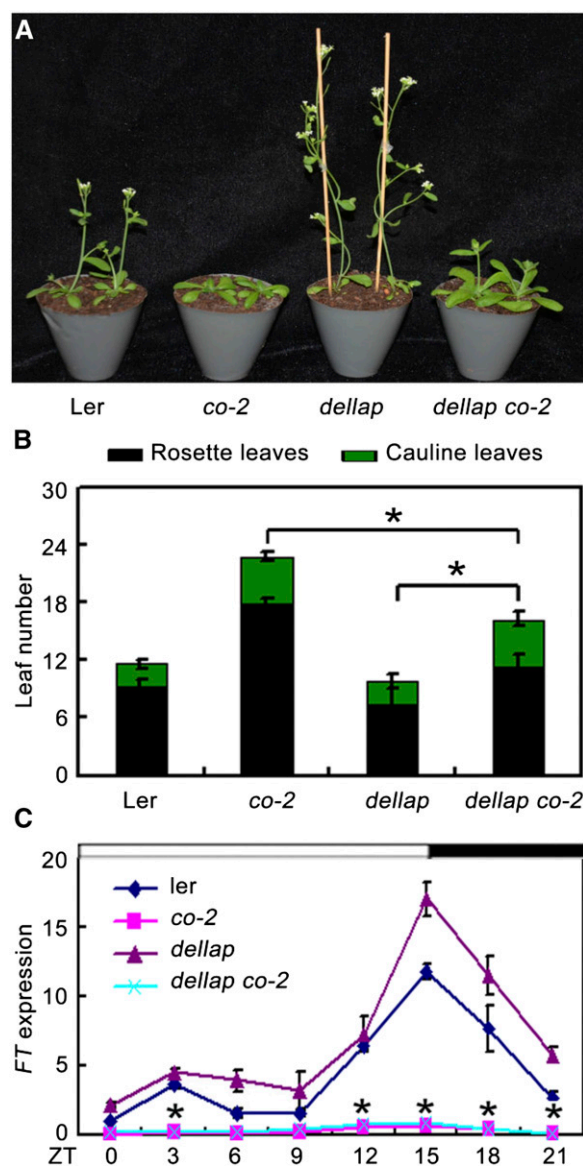 A
Ler co-2 dellap dellap co-2
B
Rosette leaves Cauline leaves
30
24
18
12
6
0
Leaf number
* *
Ler co-2 dellap dellap co-2
C
20
15
10
5
0
FT expression
ler
co-2
dellap
dellap co-2
* * * * *
ZT 0 3 6 9 12 15 18 21